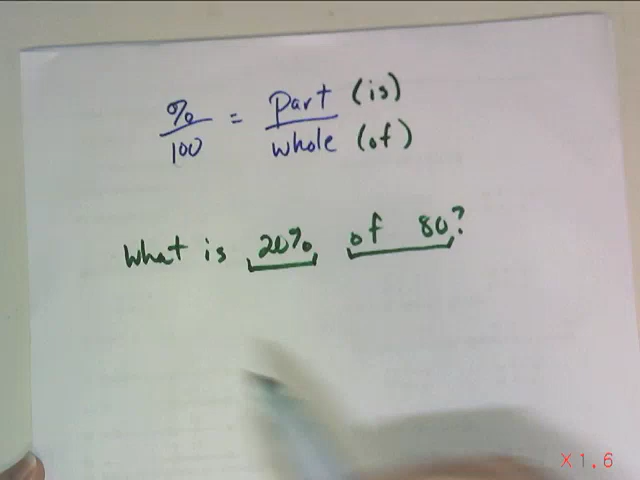 % / 100 = part (is) / whole (of)
What is 20% of 80?
X1.6